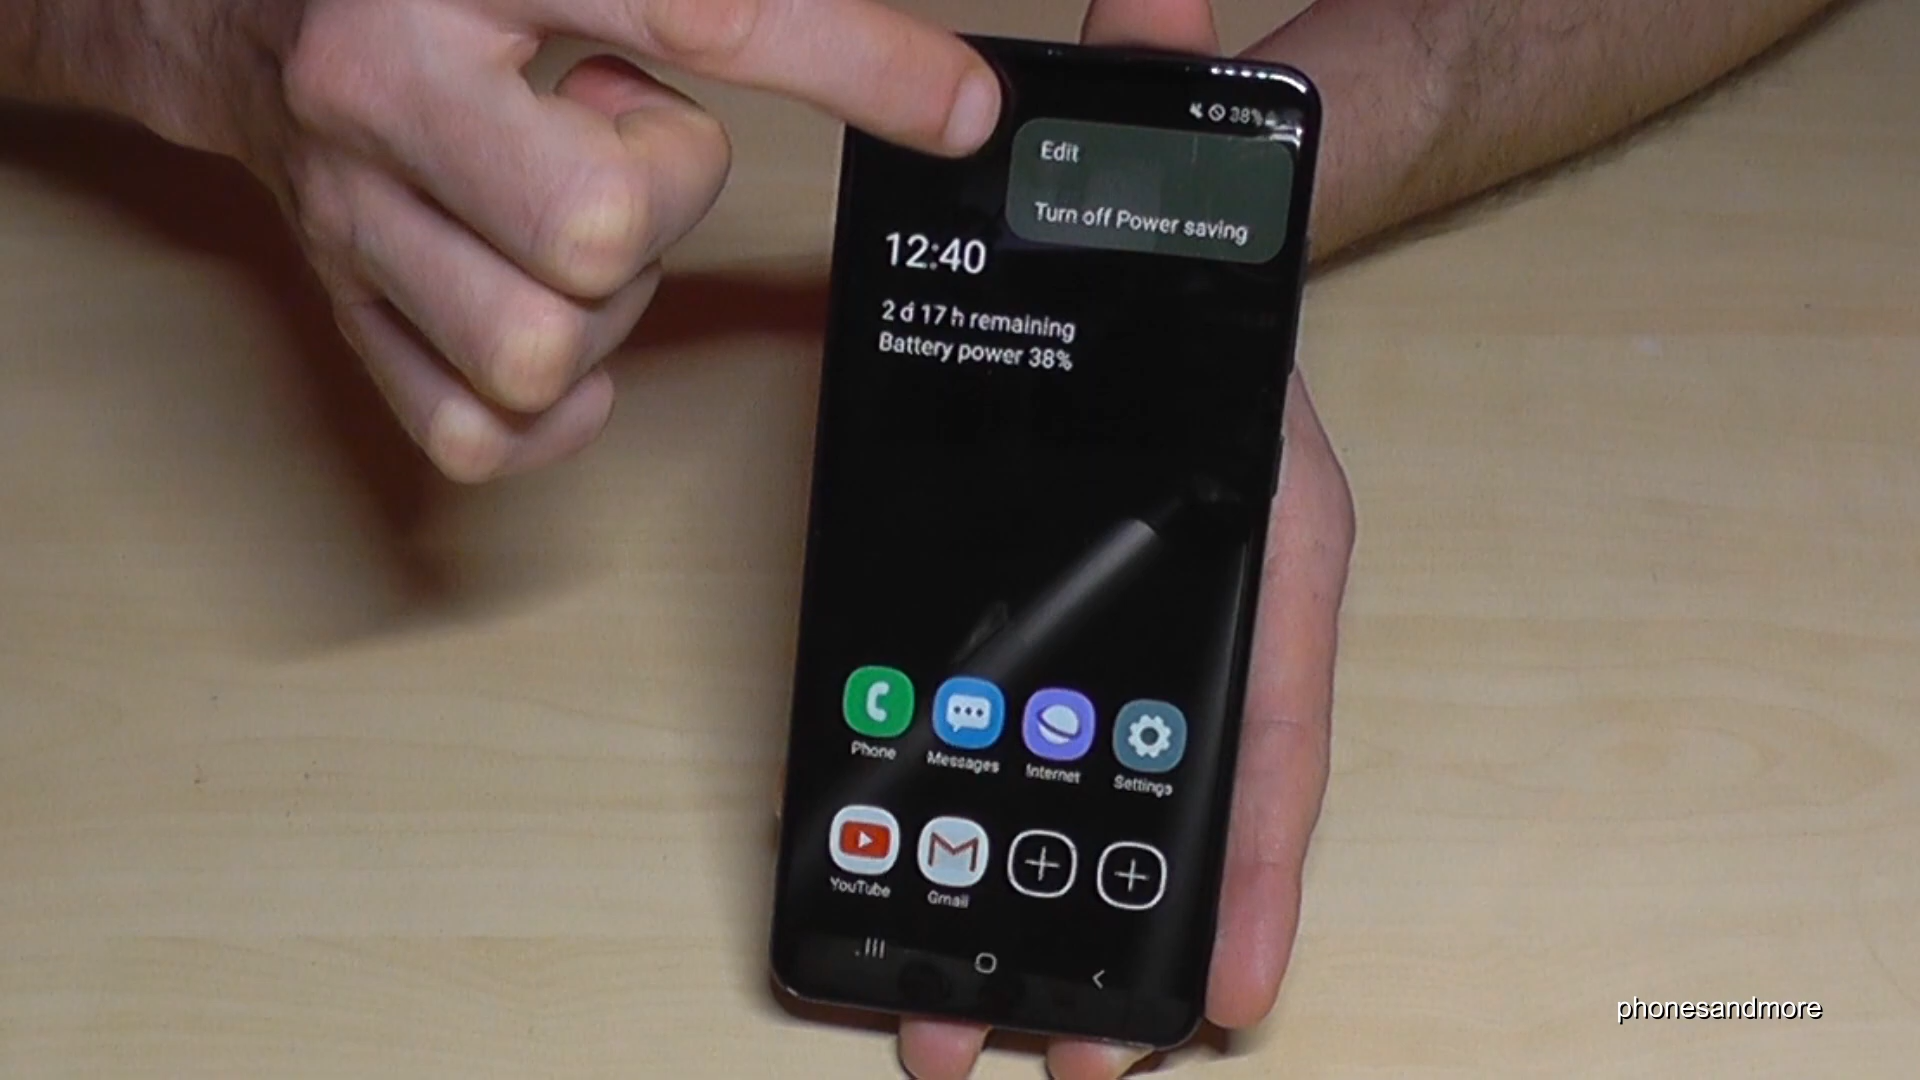 38%
Edit
Turn off Power saving
12:40
2 d 17 h remaining
Battery power 38%
Phone
Messages
Internet
Settings
YouTube
Gmail
phonesandmore